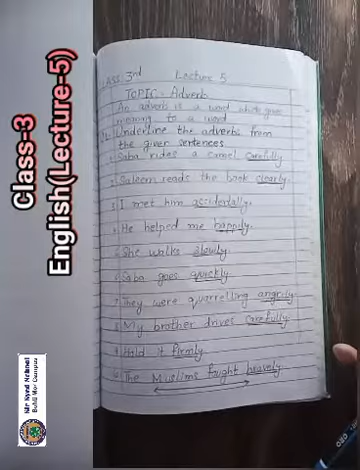 Class-3
English(Lecture-5)
CLASS 3rd Lecture 5
TOPIC: Adverb
An adverb is a word which gives
meaning to a word
Underline the adverbs from
the given sentences
1. Saba rides a camel carefully
2. Saleem reads the book clearly.
3. I met him accidentally.
4. He helped me happily.
5. She walks slowly.
6. Saba goes quickly
7. They were quarrelling angrily.
8. My brother drives carefully.
9. Hold it firmly.
10. The Muslims fought bravely